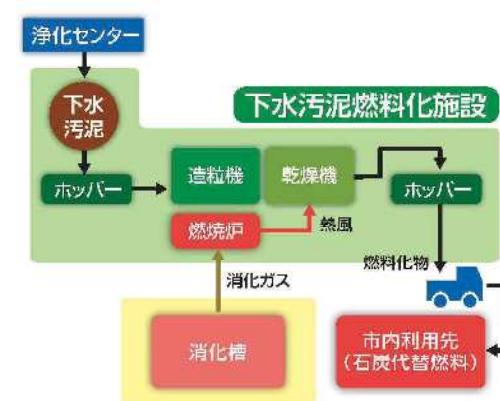 浄化センター
下水
汚泥
下水汚泥燃料化施設
ホッパー
造粒機
乾燥機
ホッパー
燃焼炉
熱風
燃料化物
消化ガス
消化槽
市内利用先
(石炭代替燃料)